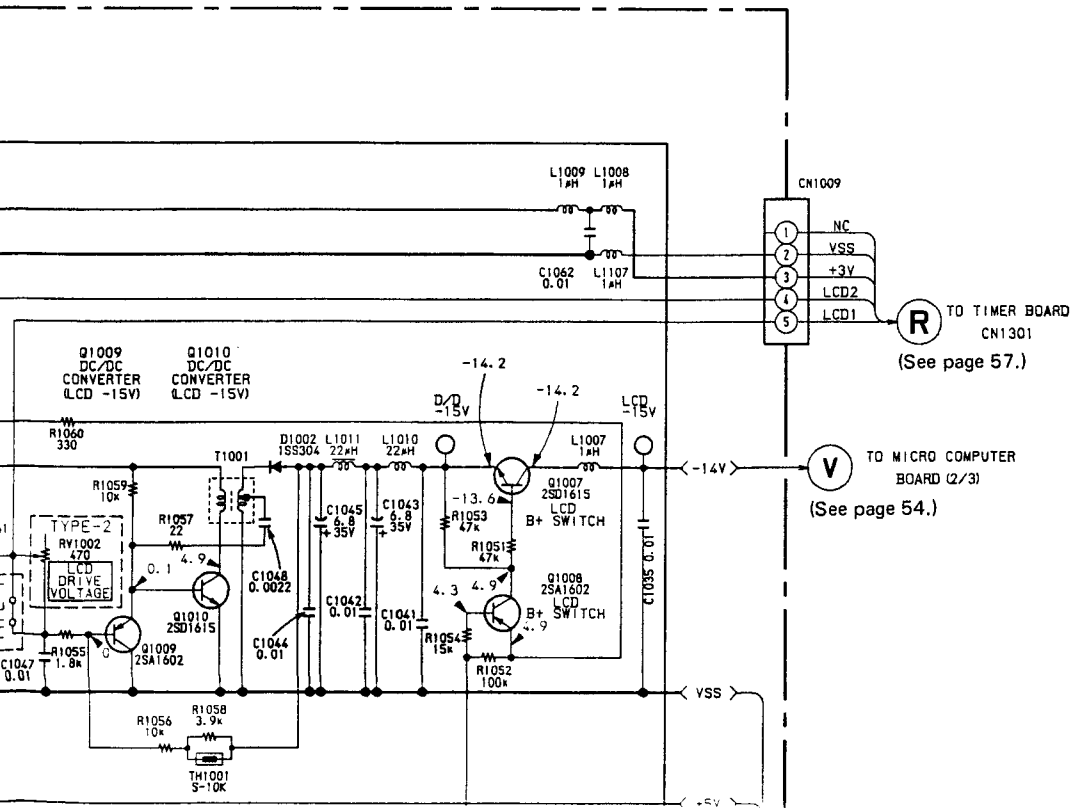 L1009 L1008
1μH 1μH
CN1009
1 NC
2 VSS
3 +3V
4 LCD2
5 LCD1
C1062
0.01
L1107
1μH
R
TO TIMER BOARD
CN1301
(See page 57.)
Q1009
DC/DC
CONVERTER
(LCD -15V)
Q1010
DC/DC
CONVERTER
(LCD -15V)
-14.2
-14.2
D/D
-15V
LCD
-15V
R1060
330
T1001
D1002
1SS304
L1011
22μH
L1010
22μH
L1007
1μH
-14V
V
TO MICRO COMPUTER
BOARD (2/3)
(See page 54.)
R1059
10k
R1057
22
C1045
6.8
35V
+
C1043
6.8
35V
+
-13.6
R1053
47k
Q1007
2SD1615
LCD
B+ SWITCH
TYPE-2
RV1002
470
LCD
DRIVE
VOLTAGE
R1051
47k
4.9
0.1
C1048
0.0022
4.9
4.3
Q1008
2SA1602
LCD
B+ SWITCH
4.9
C1035 0.01
Q1010
2SD1615
C1042
0.01
C1041
0.01
R1054
15k
C1047
0.01
R1055
1.8k
0
Q1009
2SA1602
C1044
0.01
R1052
100k
VSS
R1056
10k
R1058
3.9k
TH1001
S-10K
+5V